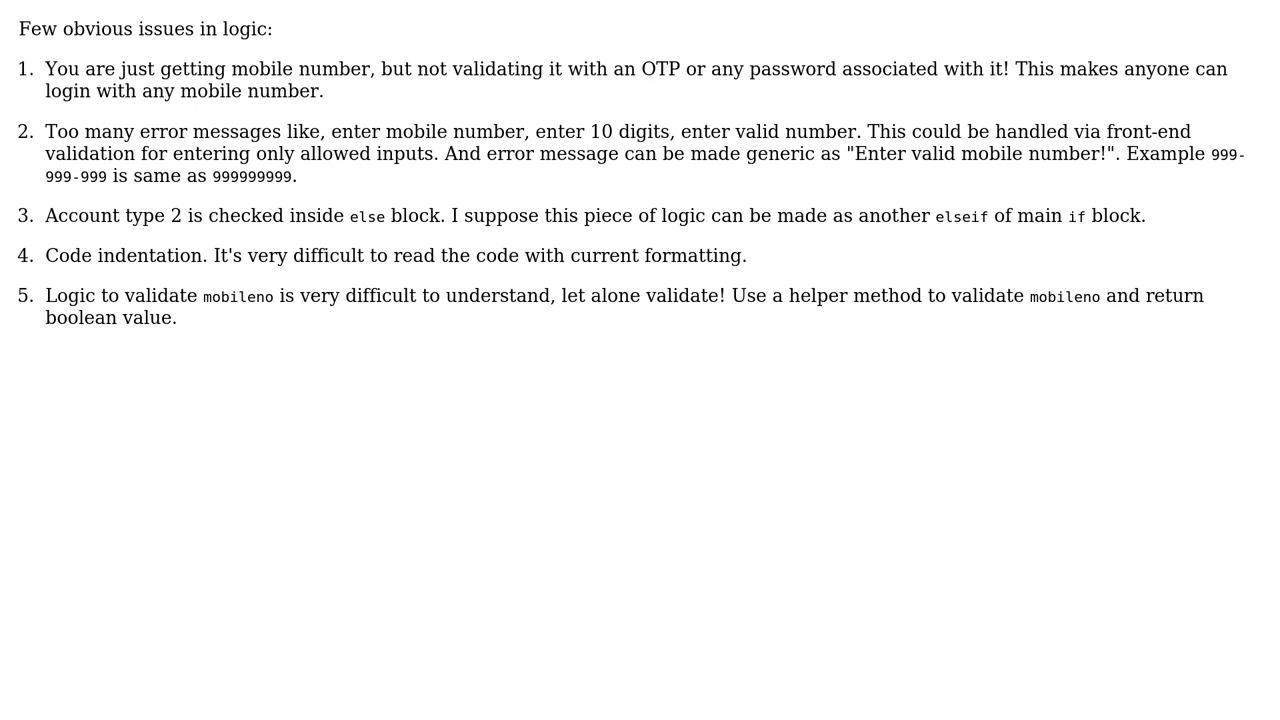 Few obvious issues in logic:
1. You are just getting mobile number, but not validating it with an OTP or any password associated with it! This makes anyone can
login with any mobile number.
2. Too many error messages like, enter mobile number, enter 10 digits, enter valid number. This could be handled via front-end
validation for entering only allowed inputs. And error message can be made generic as "Enter valid mobile number!". Example 999-
999-999 is same as 999999999.
3. Account type 2 is checked inside else block. I suppose this piece of logic can be made as another elseif of main if block.
4. Code indentation. It's very difficult to read the code with current formatting.
5. Logic to validate mobileno is very difficult to understand, let alone validate! Use a helper method to validate mobileno and return
boolean value.